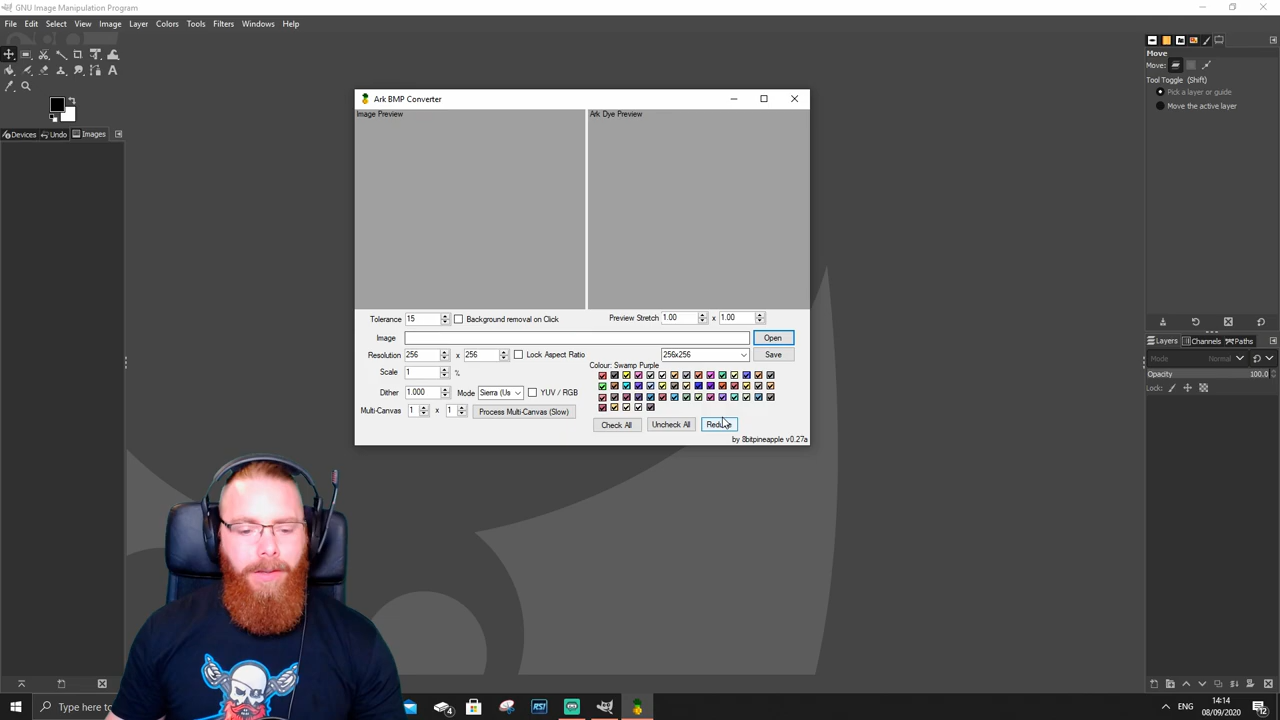 GNU Image Manipulation Program
File Edit Select View Image Layer Colors Tools Filters Windows Help
Devices Undo Images
Ark BMP Converter
Image Preview
Ark Dye Preview
Tolerance 15 Background removal on Click
Preview Stretch 1.00 x 1.00
Image Open
Resolution 256 x 256 Lock Aspect Ratio 256x256 Save
Colour: Swamp Purple
Scale 1 %
Dither 1.000 Mode Sierra (Us YUV / RGB
Multi-Canvas 1 x 1 Process Multi-Canvas (Slow)
Check All Uncheck All
by 8bitpineapple v0.27a
Move
Move:
Tool Toggle (Shift)
Pick a layer or guide
Move the active layer
Layers Channels Paths
Mode Normal
Opacity 100.0
Lock:
Type here to
RSI
ENG
14:14
08/09/2020
12